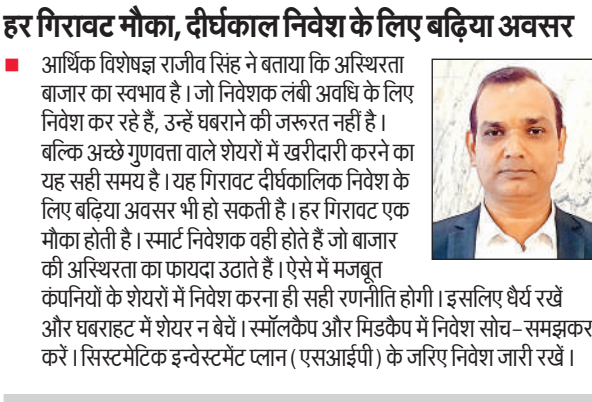 हर गिरावट मौका, दीर्घकाल निवेश के लिए बढ़िया अवसर
आर्थिक विशेषज्ञ राजीव सिंह ने बताया कि अस्थिरता
बाजार का स्वभाव है। जो निवेशक लंबी अवधि के लिए
निवेश कर रहे हैं, उन्हें घबराने की जरूरत नहीं है।
बल्कि अच्छे गुणवत्ता वाले शेयरों में खरीदारी करने का
यह सही समय है। यह गिरावट दीर्घकालिक निवेश के
लिए बढ़िया अवसर भी हो सकती है। हर गिरावट एक
मौका होती है। स्मार्ट निवेशक वही होते हैं जो बाजार
की अस्थिरता का फायदा उठाते हैं। ऐसे में मजबूत
कंपनियों के शेयरों में निवेश करना ही सही रणनीति होगी। इसलिए धैर्य रखें
और घबराहट में शेयर न बेचें। स्मॉलकैप और मिडकैप में निवेश सोच-समझकर
करें। सिस्टमेटिक इन्वेस्टमेंट प्लान (एसआईपी) के जरिए निवेश जारी रखें।